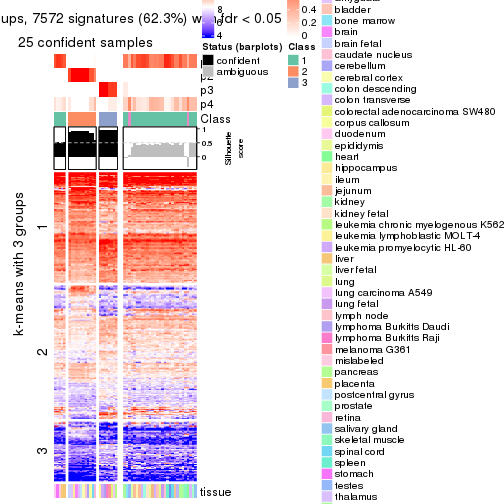 ups, 7572 signatures (62.3%) w fdr < 0.05
25 confident samples
8
6
4
0.4
0.2
0
Status (barplots)
confident
ambiguous
Class
1
2
3
p3
p4
Class
1
0.5
0
Silhouette
score
k-means with 3 groups
1
2
3
tissue
bladder
bone marrow
brain
brain fetal
caudate nucleus
cerebellum
cerebral cortex
colon descending
colon transverse
colorectal adenocarcinoma SW480
corpus callosum
duodenum
epididymis
heart
hippocampus
ileum
jejunum
kidney
kidney fetal
leukemia chronic myelogenous K562
leukemia lymphoblastic MOLT-4
leukemia promyelocytic HL-60
liver
liver fetal
lung
lung carcinoma A549
lung fetal
lymph node
lymphoma Burkitts Daudi
lymphoma Burkitts Raji
melanoma G361
mislabeled
pancreas
placenta
postcentral gyrus
prostate
retina
salivary gland
skeletal muscle
spinal cord
spleen
stomach
testes
thalamus